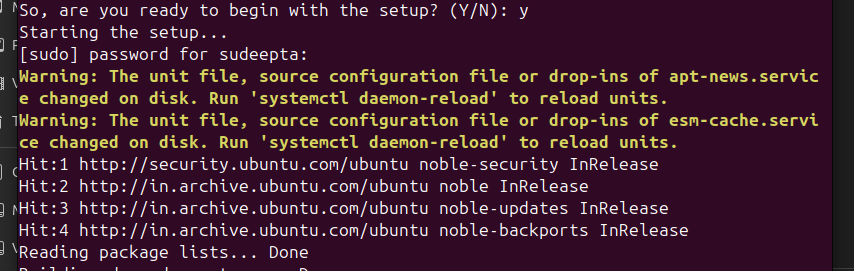 So, are you ready to begin with the setup? (Y/N): y
Starting the setup...
[sudo] password for sudeepta:
Warning: The unit file, source configuration file or drop-ins of apt-news.servic
e changed on disk. Run 'systemctl daemon-reload' to reload units.
Warning: The unit file, source configuration file or drop-ins of esm-cache.servi
ce changed on disk. Run 'systemctl daemon-reload' to reload units.
Hit:1 http://security.ubuntu.com/ubuntu noble-security InRelease
Hit:2 http://in.archive.ubuntu.com/ubuntu noble InRelease
Hit:3 http://in.archive.ubuntu.com/ubuntu noble-updates InRelease
Hit:4 http://in.archive.ubuntu.com/ubuntu noble-backports InRelease
Reading package lists... Done